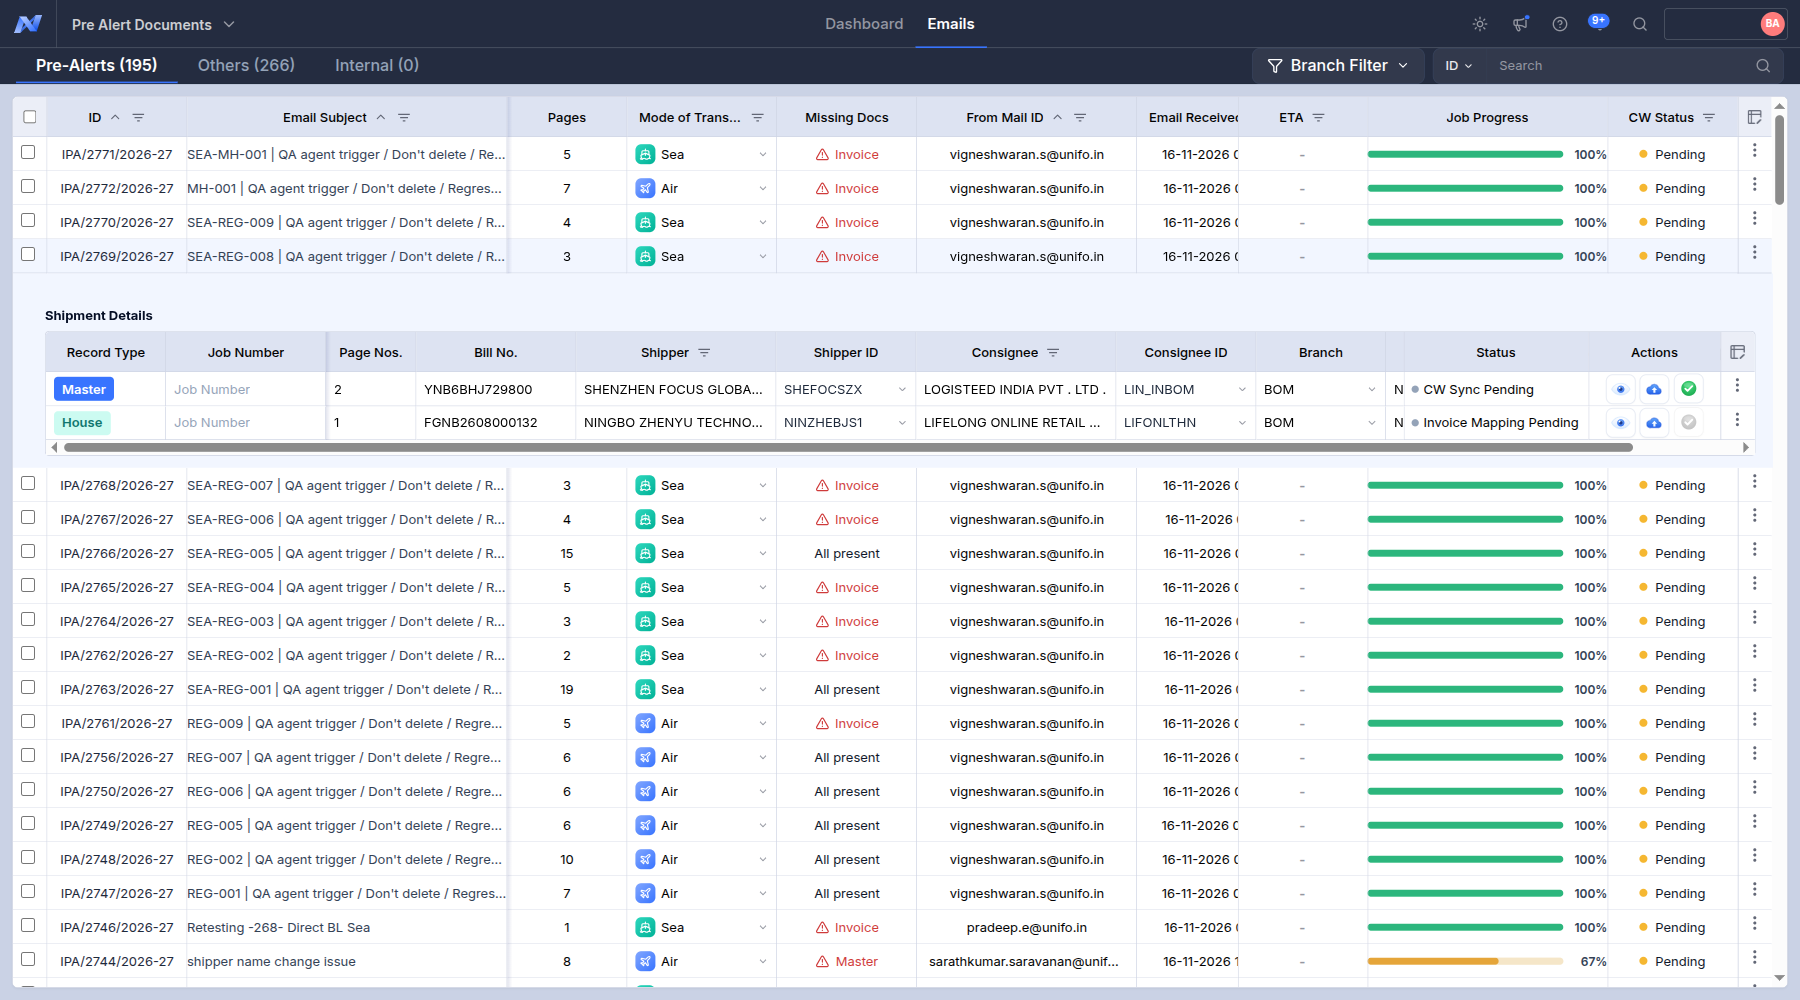 Pre Alert Documents
Dashboard
Emails
9+
BA
Pre-Alerts (195)
Others (266)
Internal (0)
Branch Filter
ID
Search
ID Email Subject Pages Mode of Trans... Missing Docs From Mail ID Email Received ETA Job Progress CW Status
IPA/2771/2026-27 SEA-MH-001 | QA agent trigger / Don't delete / Re... 5 Sea Invoice vigneshwaran.s@unifo.in 16-11-2026 0 - 100% Pending
IPA/2772/2026-27 MH-001 | QA agent trigger / Don't delete / Regres... 7 Air Invoice vigneshwaran.s@unifo.in 16-11-2026 0 - 100% Pending
IPA/2770/2026-27 SEA-REG-009 | QA agent trigger / Don't delete / R... 4 Sea Invoice vigneshwaran.s@unifo.in 16-11-2026 0 - 100% Pending
IPA/2769/2026-27 SEA-REG-008 | QA agent trigger / Don't delete / R... 3 Sea Invoice vigneshwaran.s@unifo.in 16-11-2026 0 - 100% Pending
Shipment Details
Record Type Job Number Page Nos. Bill No. Shipper Shipper ID Consignee Consignee ID Branch Status Actions
Master Job Number 2 YNB6BHJ729800 SHENZHEN FOCUS GLOBA... SHEFOCSZX LOGISTEED INDIA PVT . LTD . LIN_INBOM BOM N CW Sync Pending
House Job Number 1 FGNB2608000132 NINGBO ZHENYU TECHNO... NINZHEBJS1 LIFELONG ONLINE RETAIL ... LIFONLTHN BOM N Invoice Mapping Pending
IPA/2768/2026-27 SEA-REG-007 | QA agent trigger / Don't delete / R... 3 Sea Invoice vigneshwaran.s@unifo.in 16-11-2026 0 - 100% Pending
IPA/2767/2026-27 SEA-REG-006 | QA agent trigger / Don't delete / R... 4 Sea Invoice vigneshwaran.s@unifo.in 16-11-2026 - 100% Pending
IPA/2766/2026-27 SEA-REG-005 | QA agent trigger / Don't delete / R... 15 Sea All present vigneshwaran.s@unifo.in 16-11-2026 0 - 100% Pending
IPA/2765/2026-27 SEA-REG-004 | QA agent trigger / Don't delete / R... 5 Sea Invoice vigneshwaran.s@unifo.in 16-11-2026 0 - 100% Pending
IPA/2764/2026-27 SEA-REG-003 | QA agent trigger / Don't delete / R... 3 Sea Invoice vigneshwaran.s@unifo.in 16-11-2026 - 100% Pending
IPA/2762/2026-27 SEA-REG-002 | QA agent trigger / Don't delete / R... 2 Sea Invoice vigneshwaran.s@unifo.in 16-11-2026 0 - 100% Pending
IPA/2763/2026-27 SEA-REG-001 | QA agent trigger / Don't delete / R... 19 Sea All present vigneshwaran.s@unifo.in 16-11-2026 - 100% Pending
IPA/2761/2026-27 REG-009 | QA agent trigger / Don't delete / Regre... 5 Air Invoice vigneshwaran.s@unifo.in 16-11-2026 0 - 100% Pending
IPA/2756/2026-27 REG-007 | QA agent trigger / Don't delete / Regre... 6 Air All present vigneshwaran.s@unifo.in 16-11-2026 0 - 100% Pending
IPA/2750/2026-27 REG-006 | QA agent trigger / Don't delete / Regre... 6 Air All present vigneshwaran.s@unifo.in 16-11-2026 0 - 100% Pending
IPA/2749/2026-27 REG-005 | QA agent trigger / Don't delete / Regre... 6 Air All present vigneshwaran.s@unifo.in 16-11-2026 0 - 100% Pending
IPA/2748/2026-27 REG-002 | QA agent trigger / Don't delete / Regre... 10 Air All present vigneshwaran.s@unifo.in 16-11-2026 0 - 100% Pending
IPA/2747/2026-27 REG-001 | QA agent trigger / Don't delete / Regres... 7 Air All present vigneshwaran.s@unifo.in 16-11-2026 0 - 100% Pending
IPA/2746/2026-27 Retesting -268- Direct BL Sea 1 Sea Invoice pradeep.e@unifo.in 16-11-2026 - 100% Pending
IPA/2744/2026-27 shipper name change issue 8 Air Master sarathkumar.saravanan@unif... 16-11-2026 1 - 67% Pending